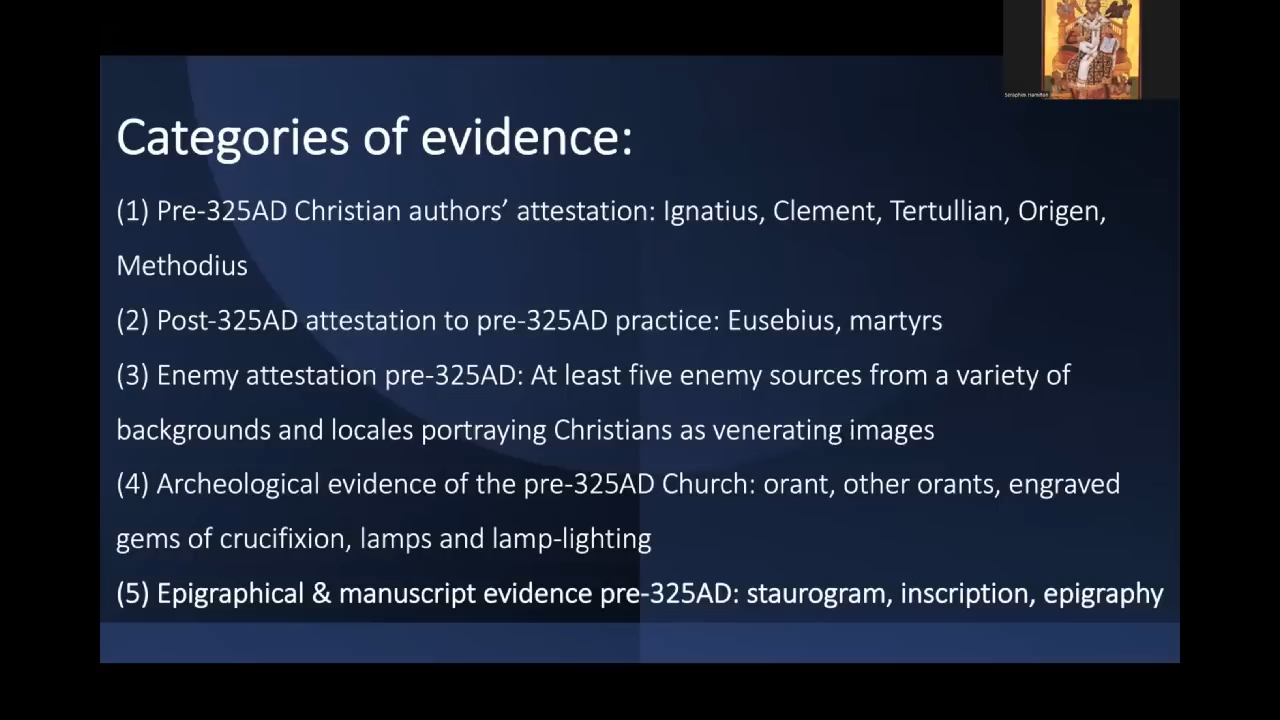 Seraphim Hamilton
Categories of evidence:
(1) Pre-325AD Christian authors’ attestation: Ignatius, Clement, Tertullian, Origen,
Methodius
(2) Post-325AD attestation to pre-325AD practice: Eusebius, martyrs
(3) Enemy attestation pre-325AD: At least five enemy sources from a variety of
backgrounds and locales portraying Christians as venerating images
(4) Archeological evidence of the pre-325AD Church: orant, other orants, engraved
gems of crucifixion, lamps and lamp-lighting
(5) Epigraphical & manuscript evidence pre-325AD: staurogram, inscription, epigraphy